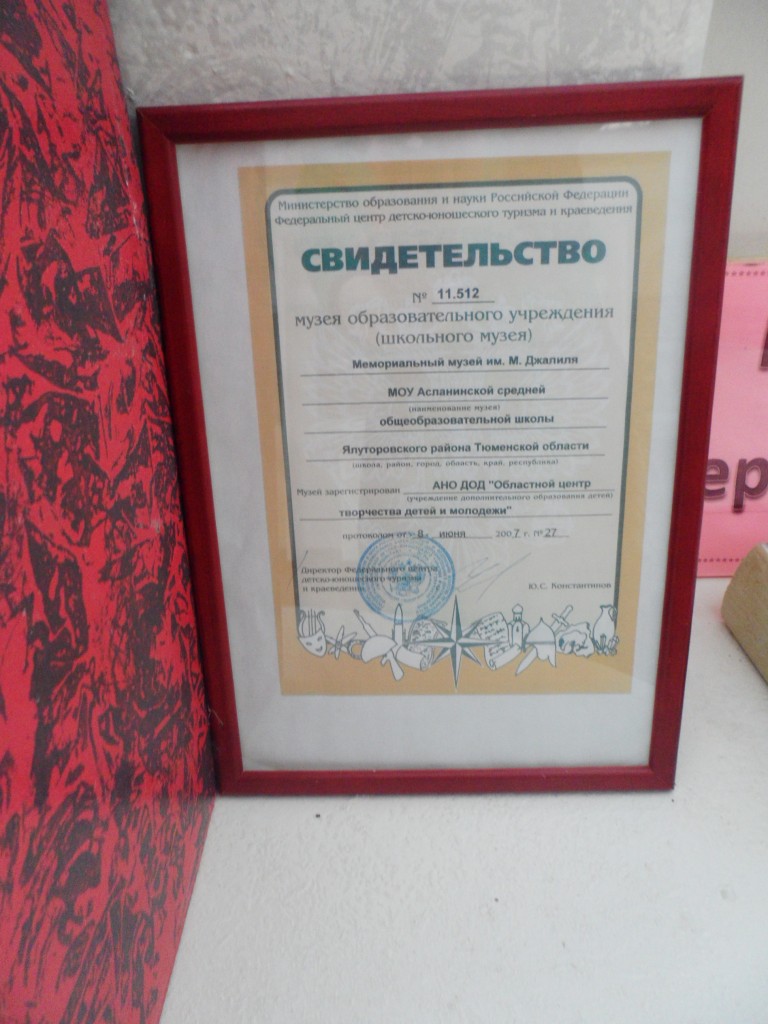 Министерство образования и науки Российской Федерации
Федеральный центр детско-юношеского туризма и краеведения
СВИДЕТЕЛЬСТВО
№ 11.512
музея образовательного учреждения
(школьного музея)
Мемориальный музей им. М. Джалиля
МОУ Асланинской средней
(наименование музея)
общеобразовательной школы
Ялуторовского района Тюменской области
(школа, район, город, область, край, республика)
Музей зарегистрирован АНО ДОД "Областной центр
(учреждение дополнительного образования детей)
творчества детей и молодежи"
протоколом от 8 июня 2007 г. № 27
Директор Федерального центра
детско-юношеского туризма
и краеведения
Ю.С. Константинов
ер